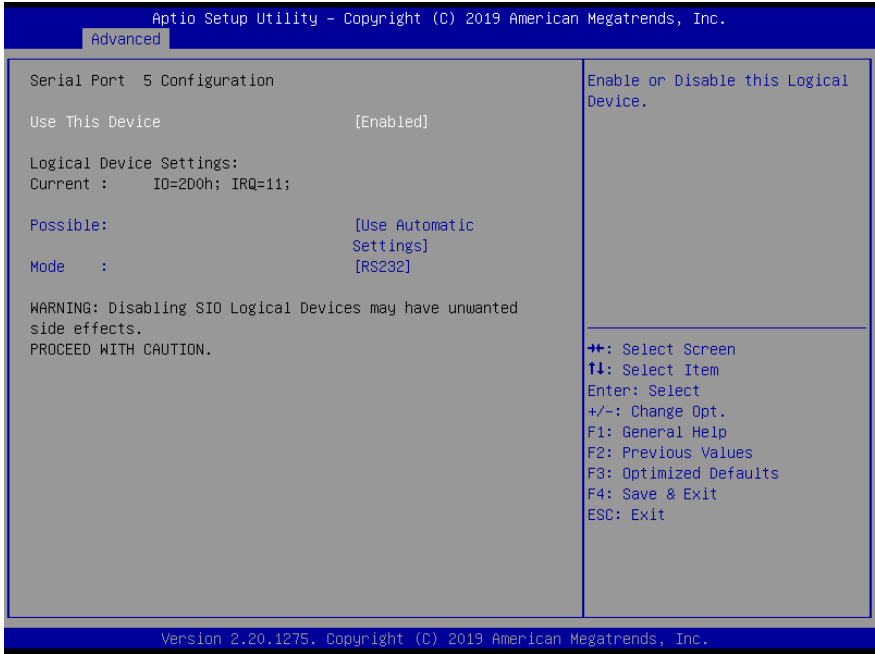 Aptio Setup Utility – Copyright (C) 2019 American Megatrends, Inc.
Advanced
Serial Port  5 Configuration
Use This Device [Enabled]
Logical Device Settings:
Current :    IO=2D0h; IRQ=11;
Possible: [Use Automatic
Settings]
Mode    : [RS232]
WARNING: Disabling SIO Logical Devices may have unwanted
side effects.
PROCEED WITH CAUTION.
Enable or Disable this Logical
Device.
→←: Select Screen
↑↓: Select Item
Enter: Select
+/-: Change Opt.
F1: General Help
F2: Previous Values
F3: Optimized Defaults
F4: Save & Exit
ESC: Exit
Version 2.20.1275. Copyright (C) 2019 American Megatrends, Inc.